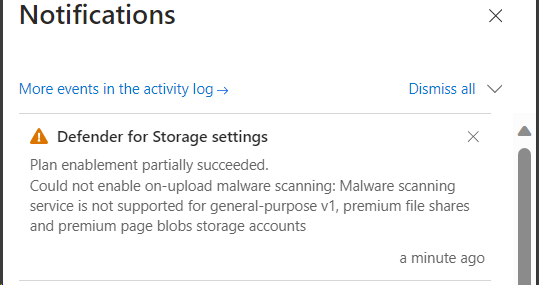 Notifications
More events in the activity log →
Dismiss all
Defender for Storage settings
Plan enablement partially succeeded.
Could not enable on-upload malware scanning: Malware scanning
service is not supported for general-purpose v1, premium file shares
and premium page blobs storage accounts
a minute ago